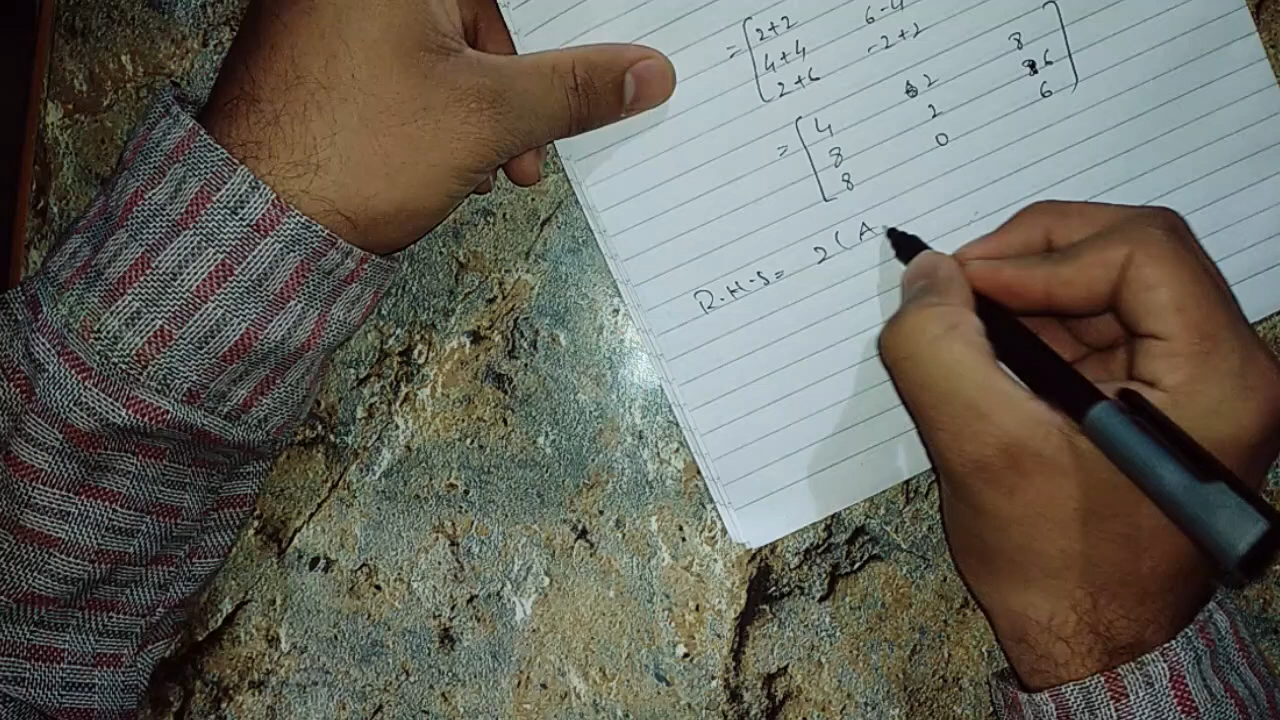 = [2+2 6-4
4+4 -2+2
2+6
= [4 2 8
8 2 6
8 0 6
R.H.S = 2(A